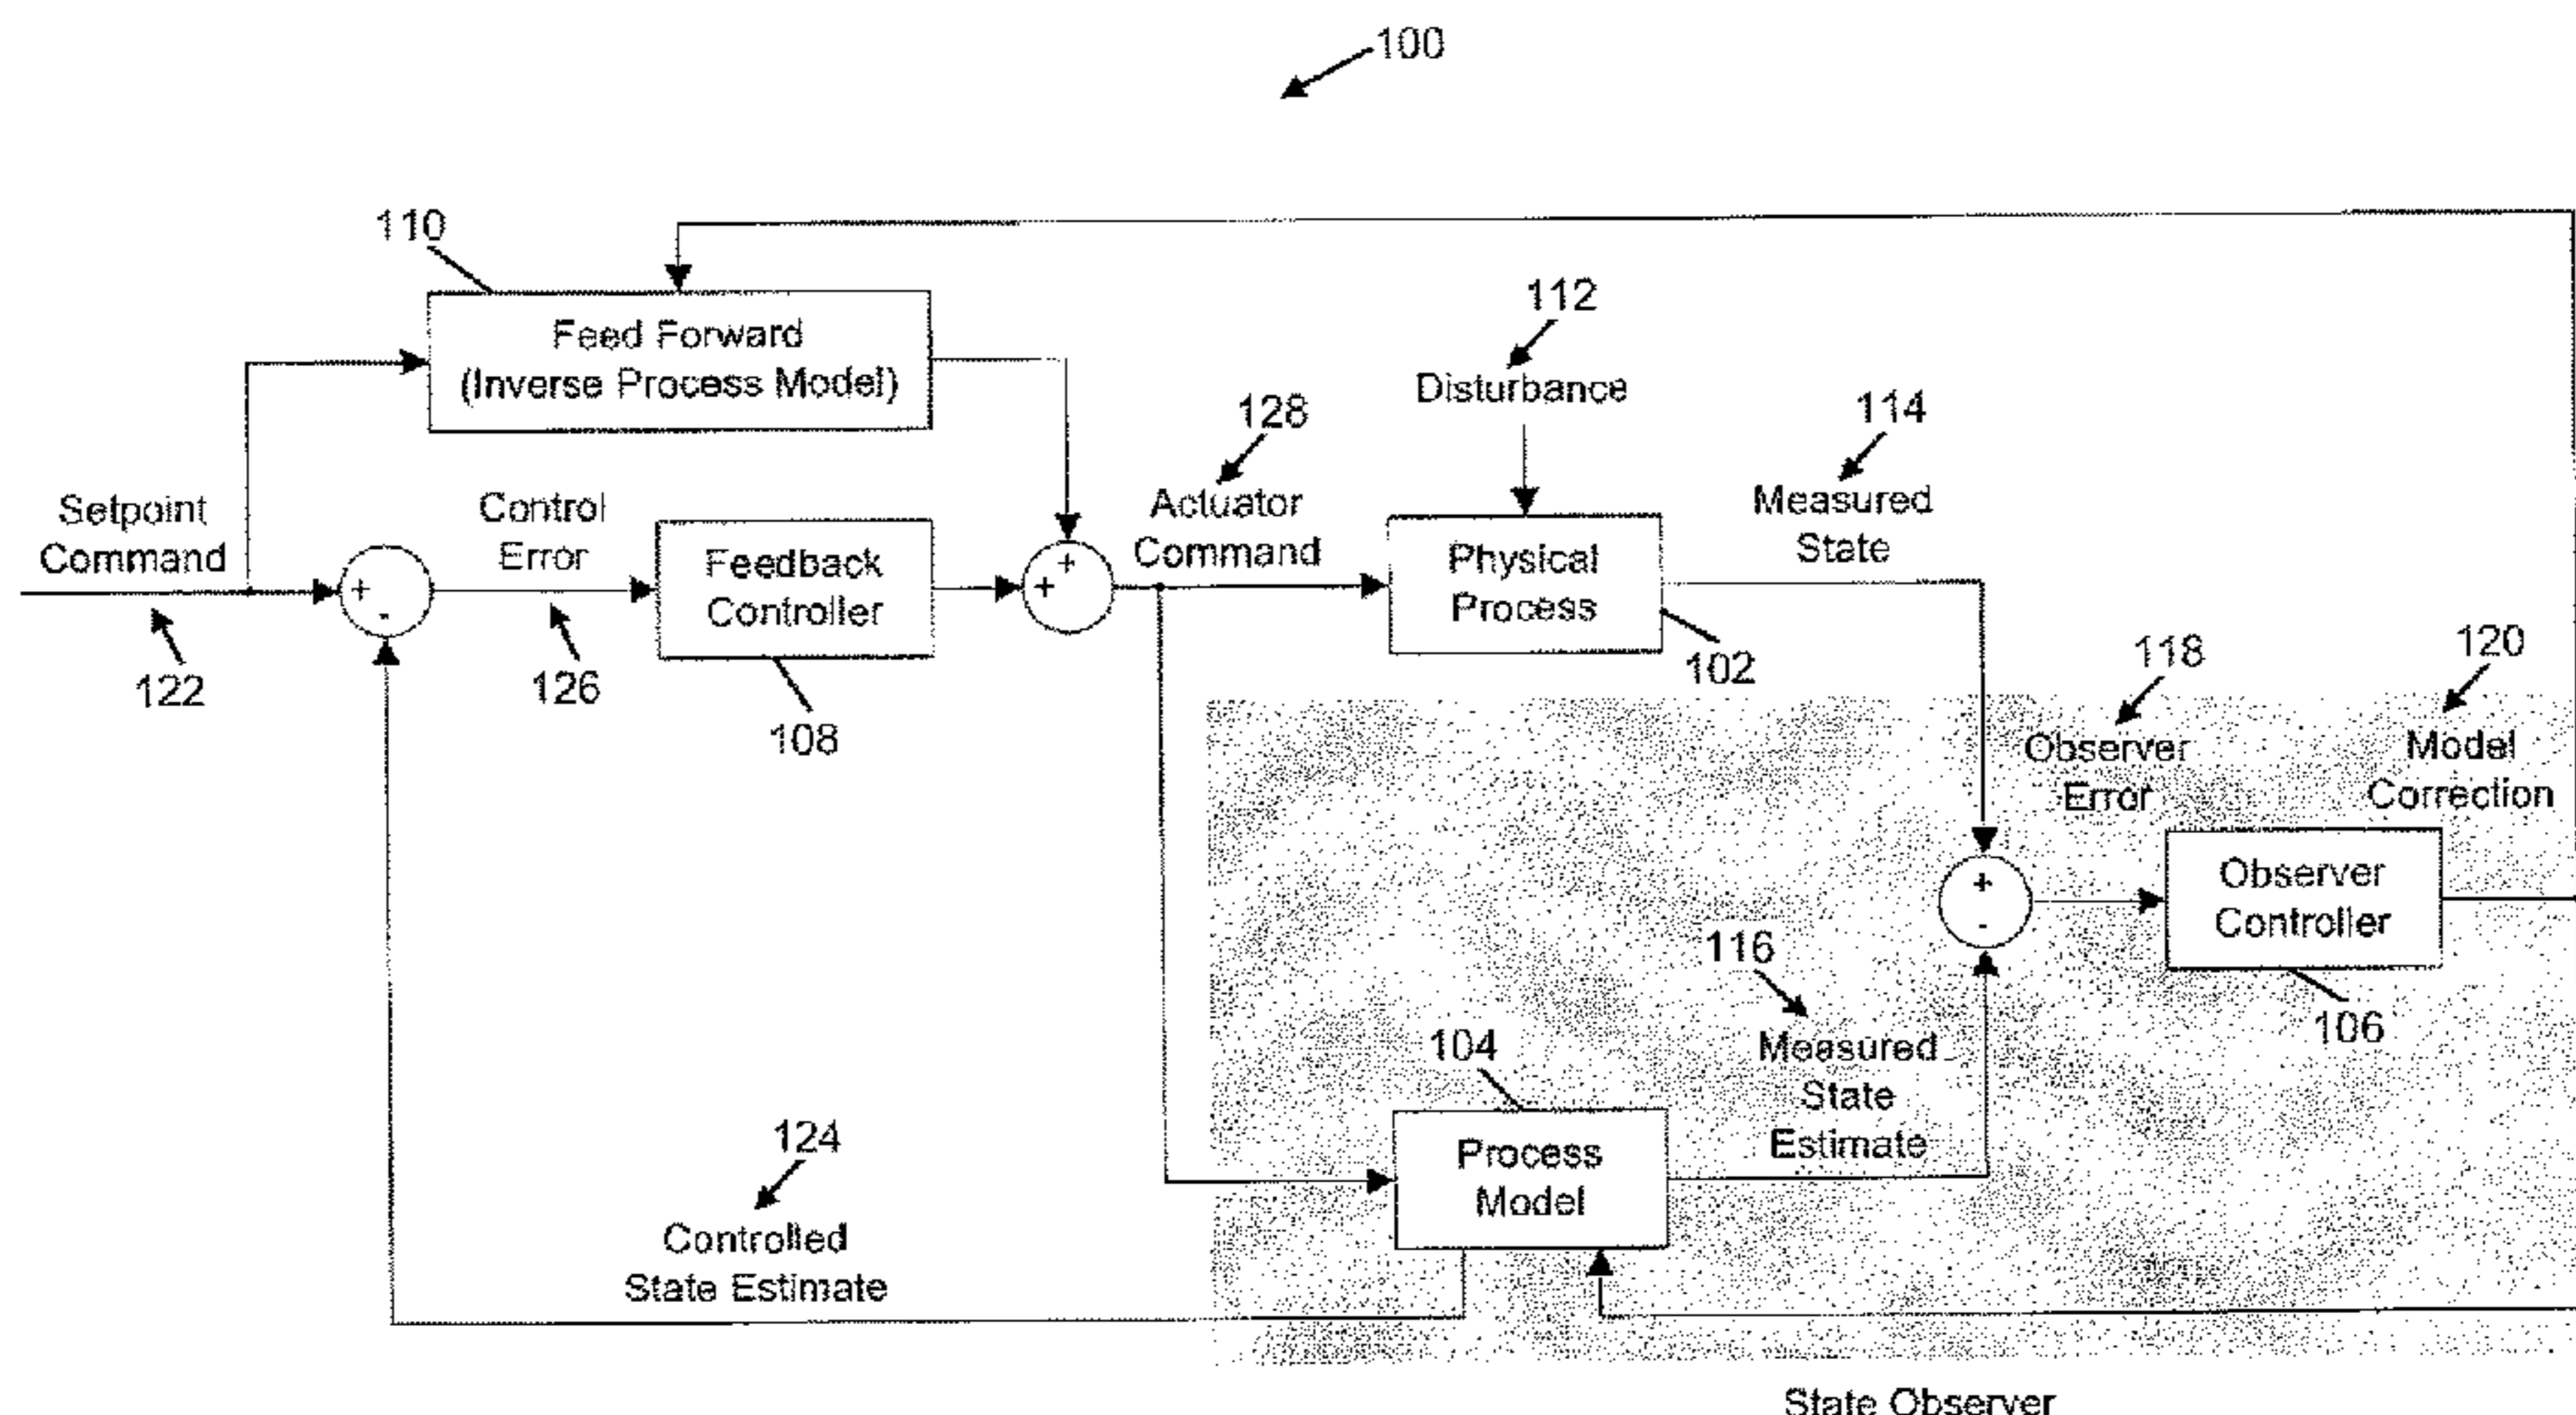 100
110
Feed Forward
(Inverse Process Model)
112
Disturbance
128
Actuator
Command
114
Measured
State
Setpoint
Command
Control
Error
+
-
Feedback
Controller
+
+
Physical
Process
122
126
108
102
118
120
Observer
Error
Model
Correction
+
-
Observer
Controller
116
106
Measured
State
Estimate
104
Process
Model
124
Controlled
State Estimate
State Observer